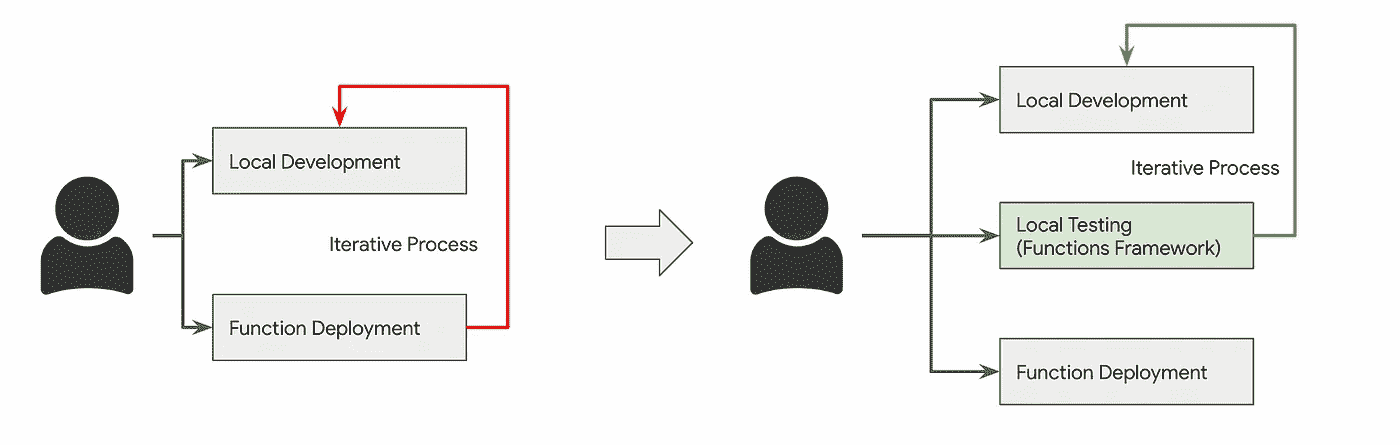 Local Development
Iterative Process
Function Deployment
Local Development
Iterative Process
Local Testing
(Functions Framework)
Function Deployment